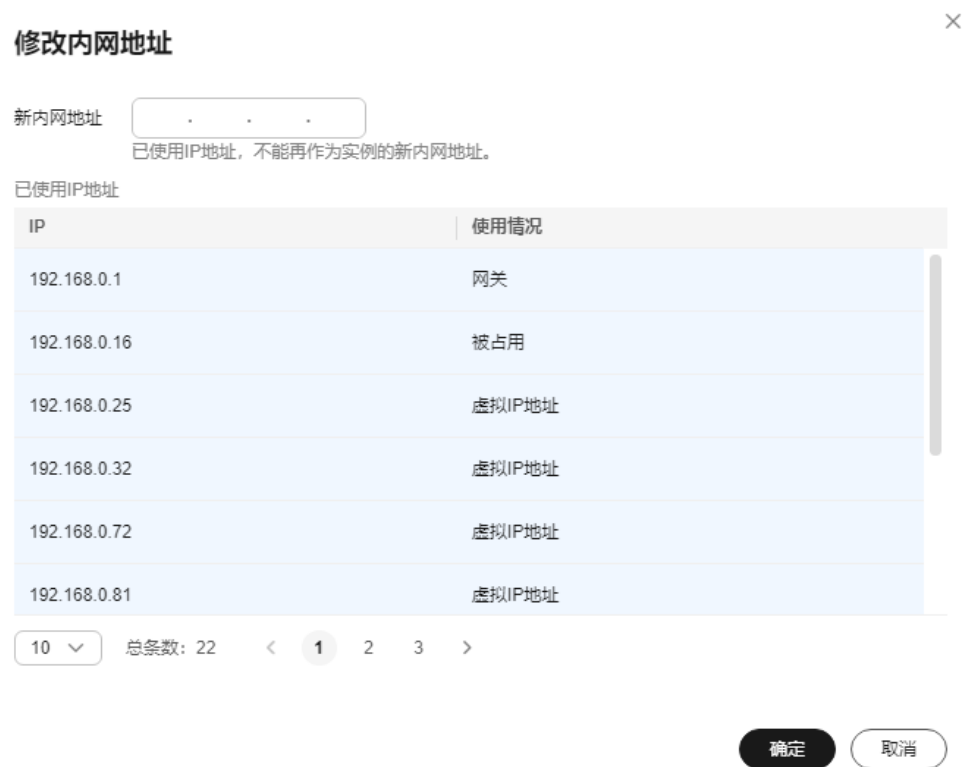 修改内网地址
新内网地址 . . .
已使用IP地址，不能再作为实例的新内网地址。
已使用IP地址
IP 使用情况
192.168.0.1 网关
192.168.0.16 被占用
192.168.0.25 虚拟IP地址
192.168.0.32 虚拟IP地址
192.168.0.72 虚拟IP地址
192.168.0.81 虚拟IP地址
10 总条数：22 1 2 3
确定 取消